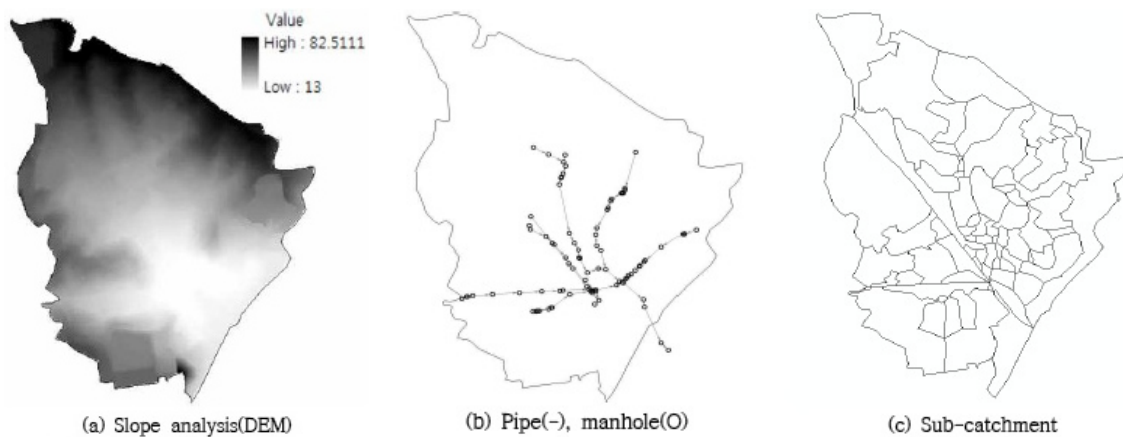 Value
High : 82.5111
Low : 13
(a) Slope analysis(DEM)
(b) Pipe(-), manhole(O)
(c) Sub-catchment